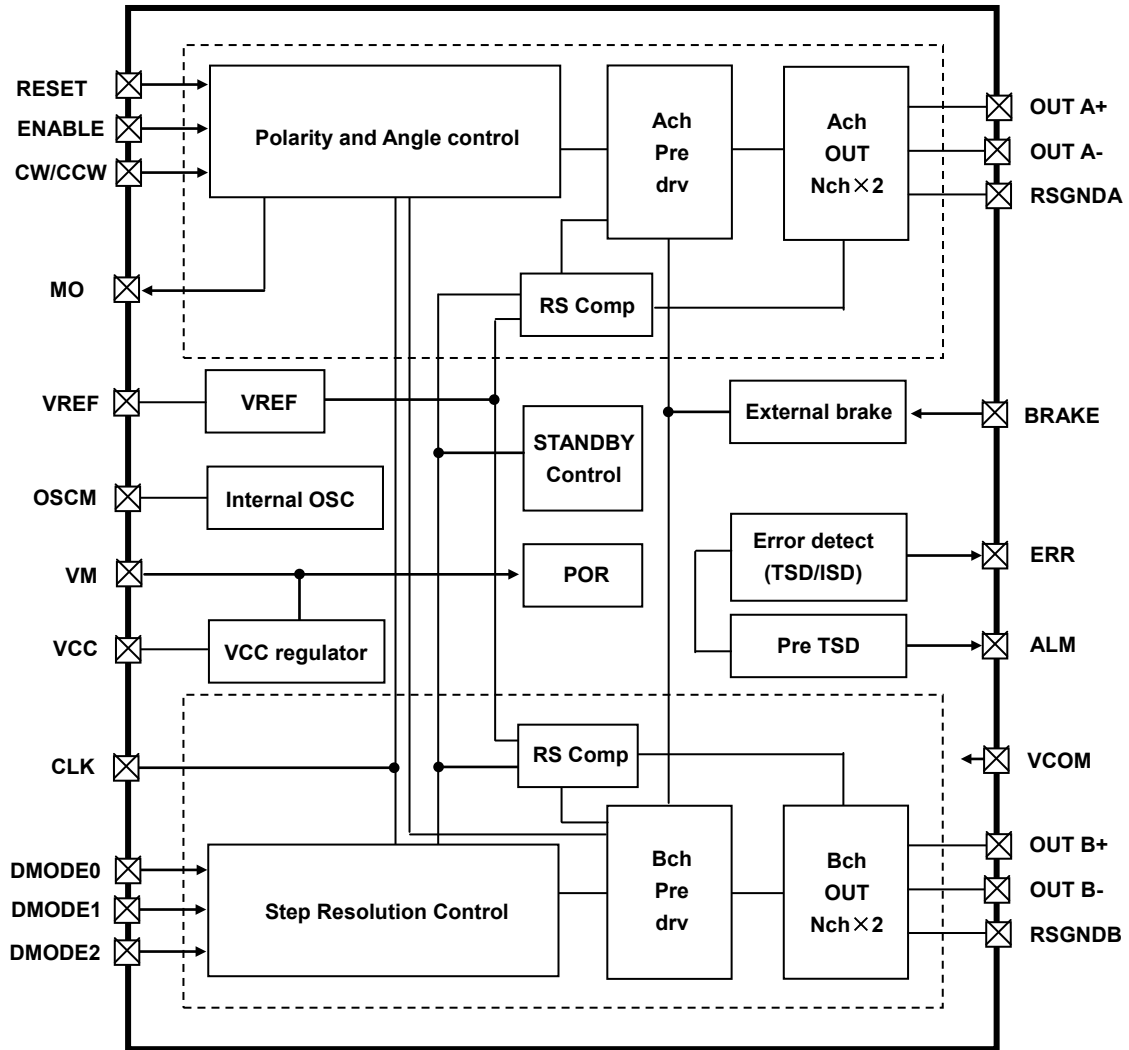 RESET
ENABLE
CW/CCW
MO
VREF
OSCM
VM
VCC
CLK
DMODE0
DMODE1
DMODE2
Polarity and Angle control
Ach
Pre
drv
Ach
OUT
Nch×2
RS Comp
VREF
STANDBY
Control
External brake
Internal OSC
Error detect
(TSD/ISD)
POR
VCC regulator
Pre TSD
RS Comp
Step Resolution Control
Bch
Pre
drv
Bch
OUT
Nch×2
OUT A+
OUT A-
RSGNDA
BRAKE
ERR
ALM
VCOM
OUT B+
OUT B-
RSGNDB